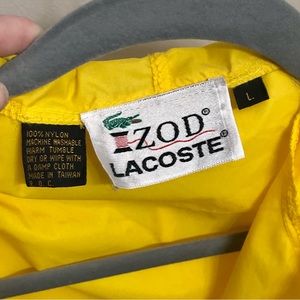 100% NYLON
MACHINE WASHABLE
WARM TUMBLE
DRY OR WIPE WITH
A DAMP CLOTH
MADE IN TAIWAN
R.O.C.
IZOD®
LACOSTE®
L